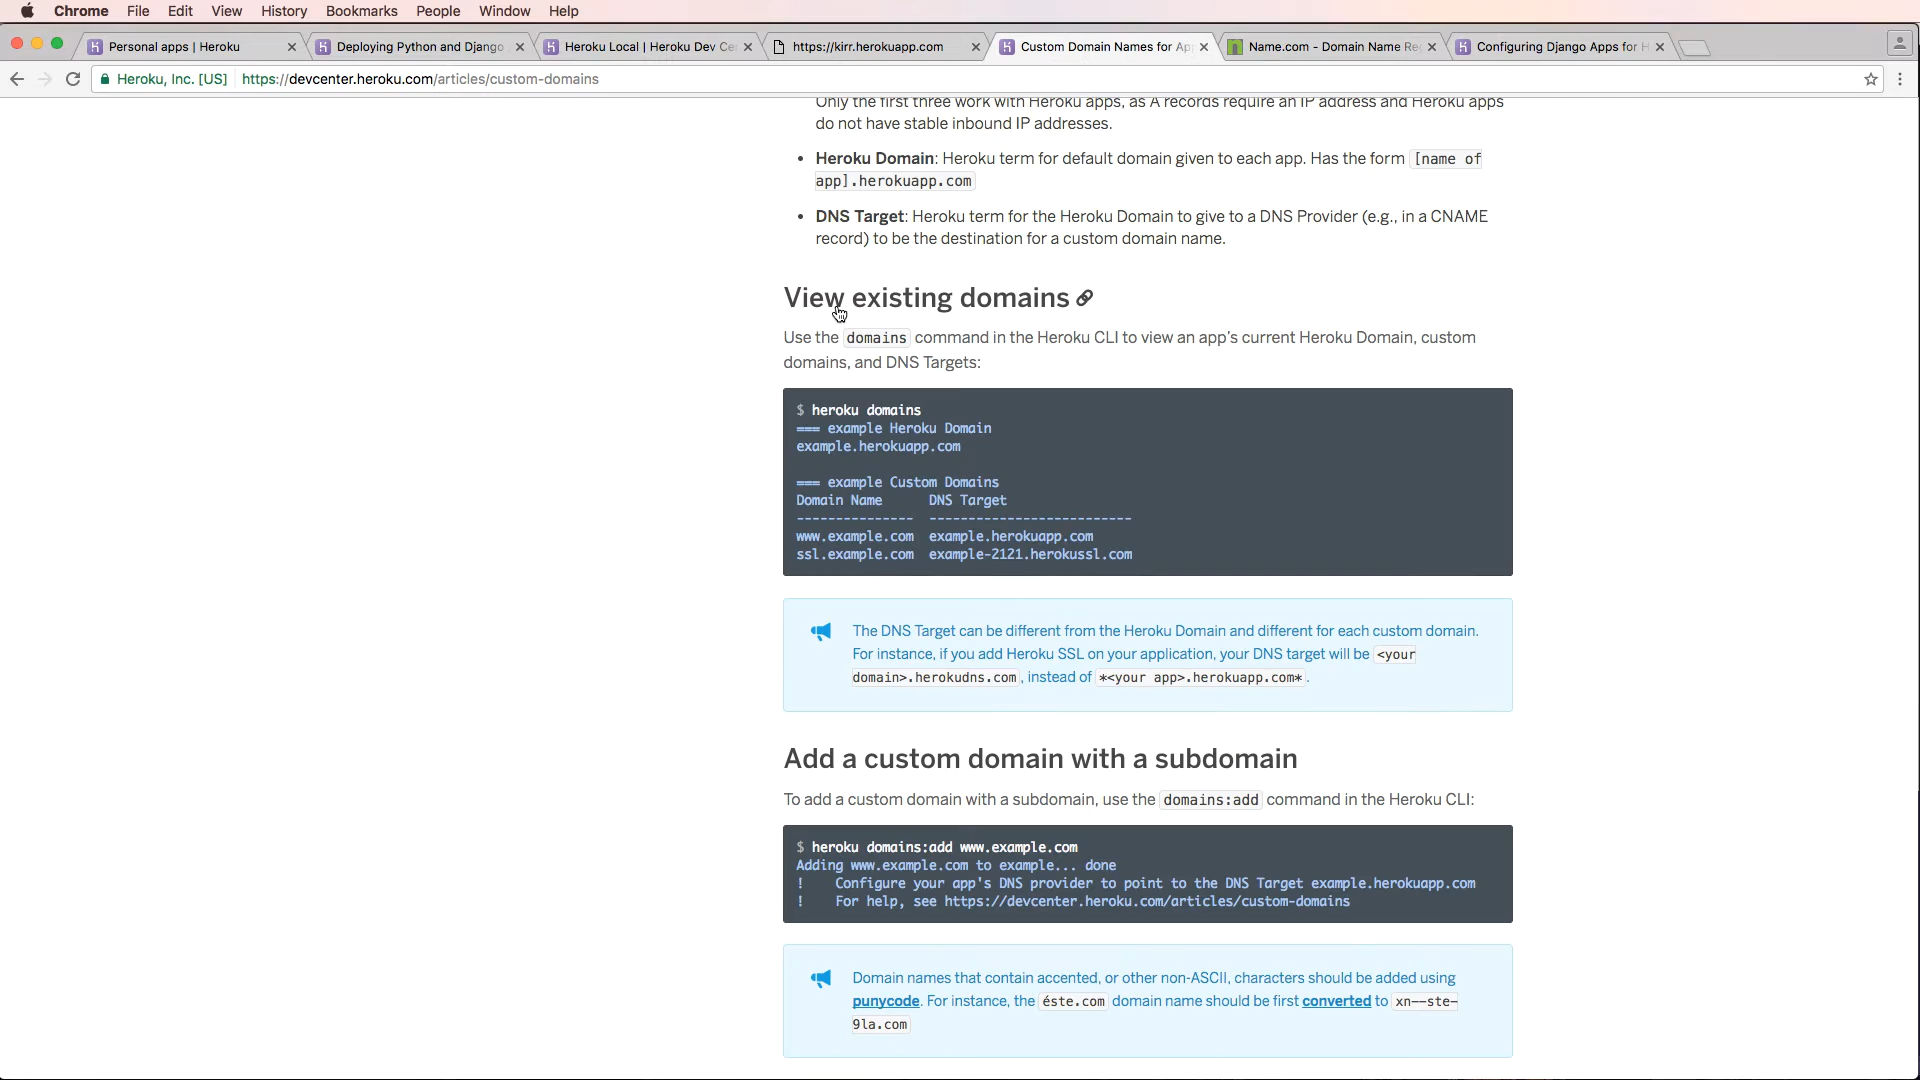 Chrome File Edit View History Bookmarks People Window Help
Personal apps | Heroku
Deploying Python and Django
Heroku Local | Heroku Dev Ce
https://kirr.herokuapp.com
Custom Domain Names for Ap
Name.com - Domain Name Re
Configuring Django Apps for H
Heroku, Inc. [US] https://devcenter.heroku.com/articles/custom-domains
Only the first three work with Heroku apps, as A records require an IP address and Heroku apps
do not have stable inbound IP addresses.
• Heroku Domain: Heroku term for default domain given to each app. Has the form [name of
app].herokuapp.com
• DNS Target: Heroku term for the Heroku Domain to give to a DNS Provider (e.g., in a CNAME
record) to be the destination for a custom domain name.
View existing domains
Use the domains command in the Heroku CLI to view an app's current Heroku Domain, custom
domains, and DNS Targets:
$ heroku domains
=== example Heroku Domain
example.herokuapp.com
=== example Custom Domains
Domain Name      DNS Target
---------------  --------------------------
www.example.com  example.herokuapp.com
ssl.example.com  example-2121.herokussl.com
The DNS Target can be different from the Heroku Domain and different for each custom domain.
For instance, if you add Heroku SSL on your application, your DNS target will be <your
domain>.herokudns.com, instead of *<your app>.herokuapp.com*.
Add a custom domain with a subdomain
To add a custom domain with a subdomain, use the domains:add command in the Heroku CLI:
$ heroku domains:add www.example.com
Adding www.example.com to example... done
!    Configure your app's DNS provider to point to the DNS Target example.herokuapp.com
!    For help, see https://devcenter.heroku.com/articles/custom-domains
Domain names that contain accented, or other non-ASCII, characters should be added using
punycode. For instance, the éste.com domain name should be first converted to xn--ste-
9la.com